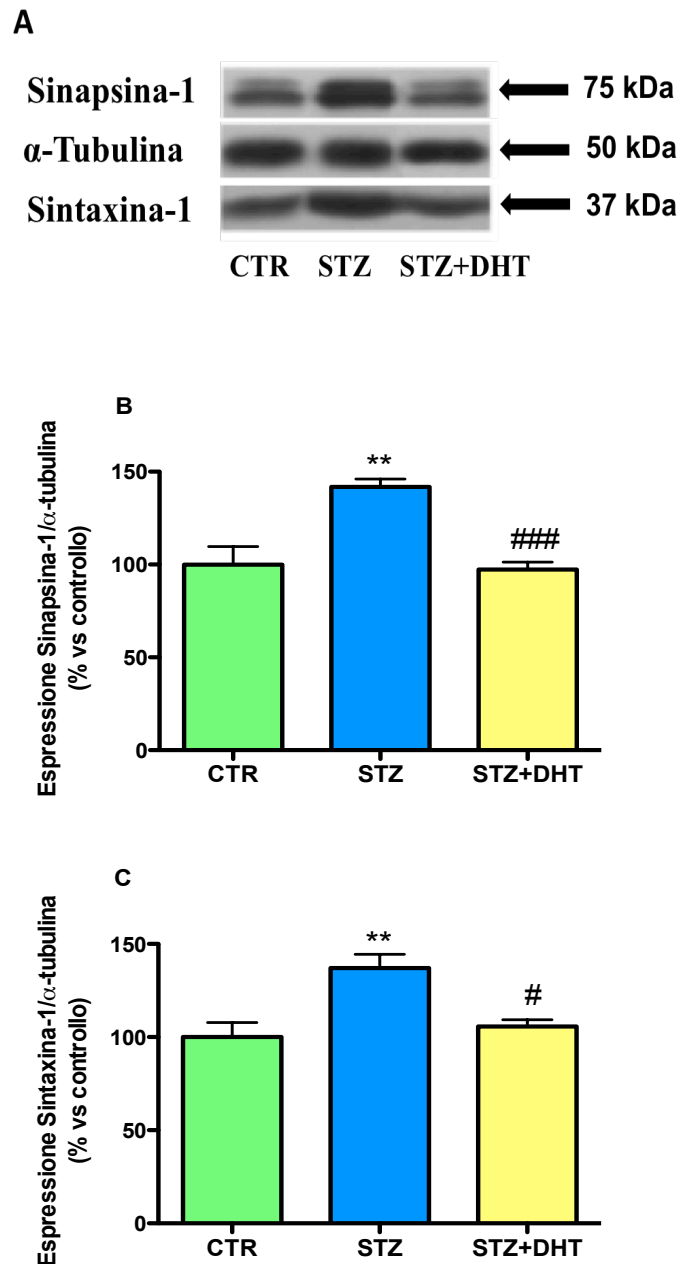 A
Sinapsina-1 75 kDa
α-Tubulina 50 kDa
Sintaxina-1 37 kDa
CTR STZ STZ+DHT
B
Espressione Sinapsina-1/α-tubulina
(% vs controllo)
150
100
50
0
**
###
CTR STZ STZ+DHT
C
Espressione Sintaxina-1/α-tubulina
(% vs controllo)
150
100
50
0
**
#
CTR STZ STZ+DHT